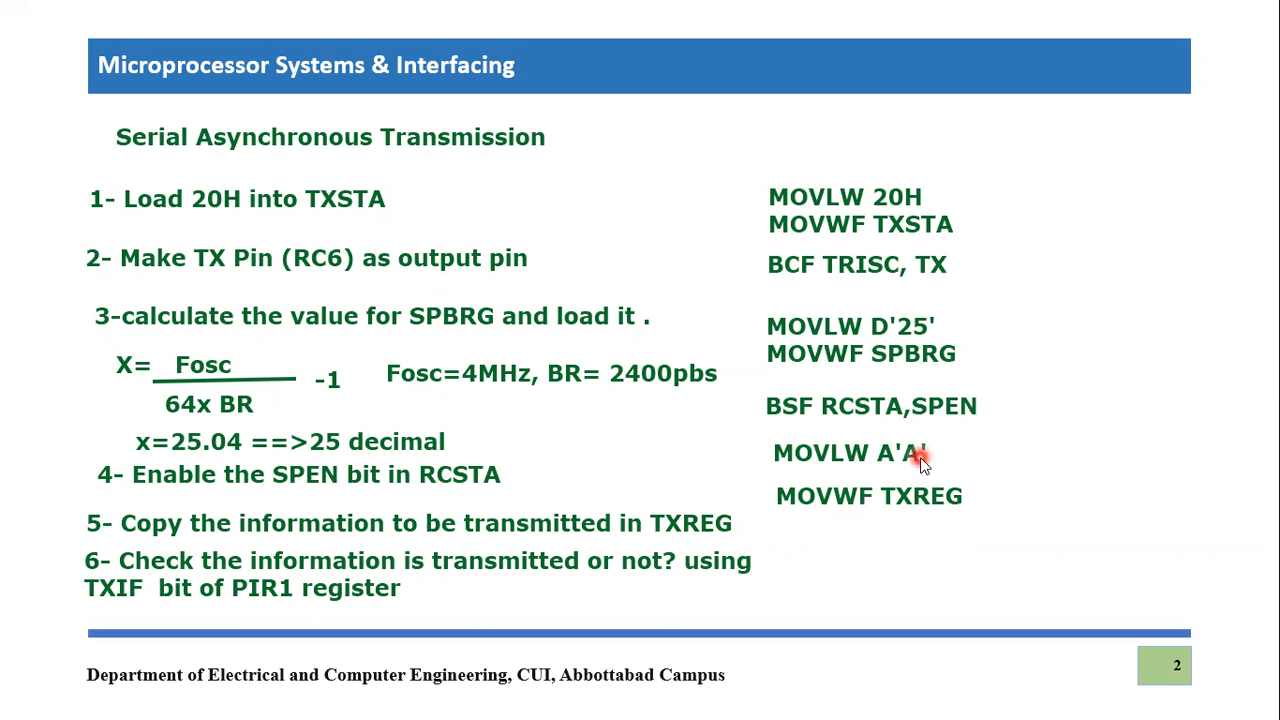 Microprocessor Systems & Interfacing
Serial Asynchronous Transmission
1- Load 20H into TXSTA
2- Make TX Pin (RC6) as output pin
3-calculate the value for SPBRG and load it .
X= Fosc
-1
64x BR
Fosc=4MHz, BR= 2400pbs
x=25.04 ==>25 decimal
4- Enable the SPEN bit in RCSTA
5- Copy the information to be transmitted in TXREG
6- Check the information is transmitted or not? using
TXIF bit of PIR1 register
MOVLW 20H
MOVWF TXSTA
BCF TRISC, TX
MOVLW D'25'
MOVWF SPBRG
BSF RCSTA,SPEN
MOVLW A'A'
MOVWF TXREG
Department of Electrical and Computer Engineering, CUI, Abbottabad Campus
2